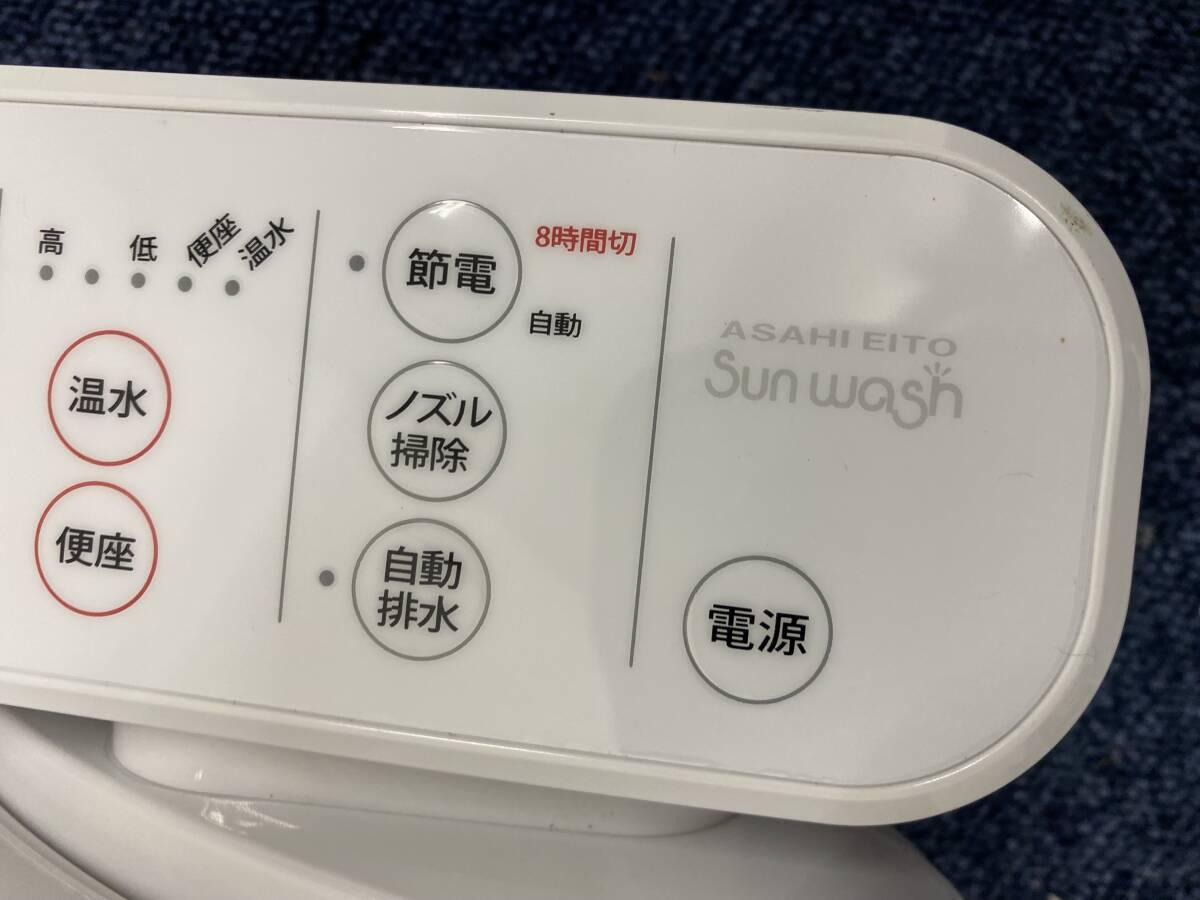 高
低
便座
温水
温水
便座
8時間切
節電
自動
ノズル
掃除
自動
排水
ASAHI EITO
Sun wash
電源